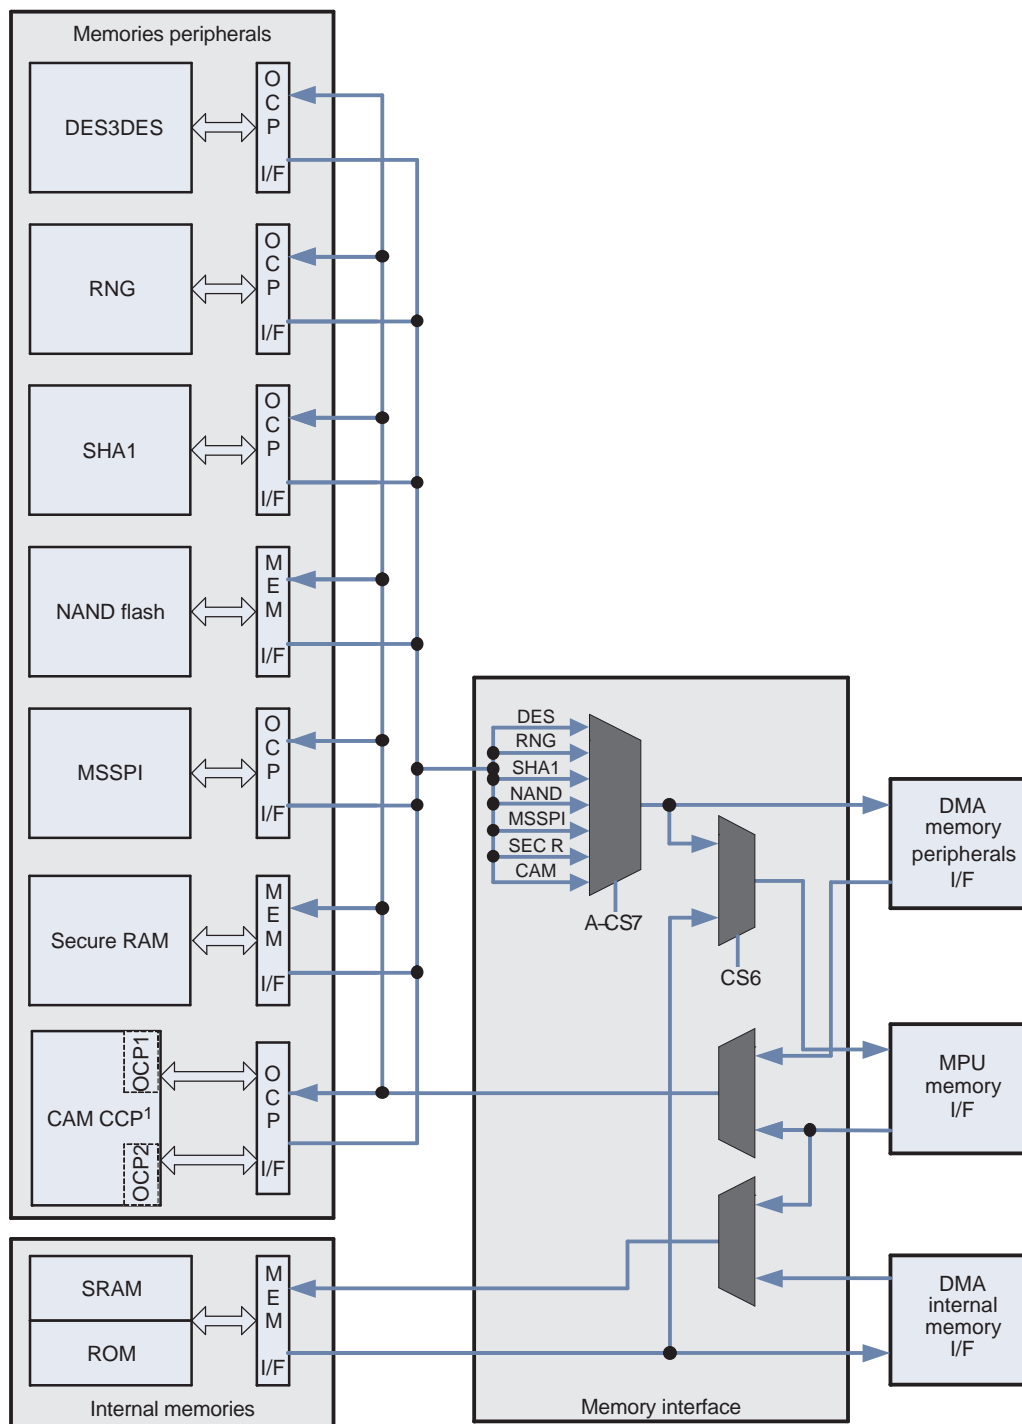 Memories peripherals
DES3DES
O
C
P
I/F
RNG
O
C
P
I/F
SHA1
O
C
P
I/F
NAND flash
M
E
M
I/F
MSSPI
O
C
P
I/F
Secure RAM
M
E
M
I/F
CAM CCP1
OCP1
OCP2
O
C
P
I/F
SRAM
ROM
M
E
M
I/F
Internal memories
DES
RNG
SHA1
NAND
MSSPI
SEC R
CAM
A-CS7
CS6
Memory interface
DMA
memory
peripherals
I/F
MPU
memory
I/F
DMA
internal
memory
I/F